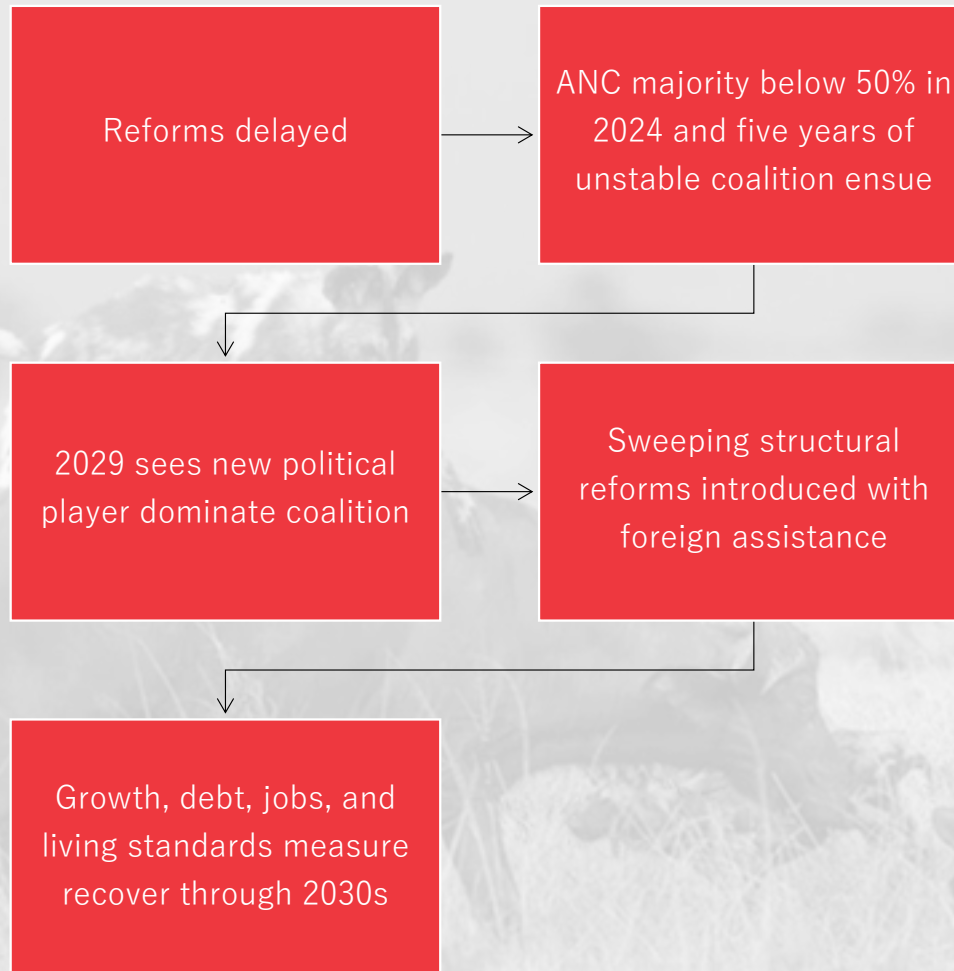 Reforms delayed
ANC majority below 50% in
2024 and five years of
unstable coalition ensue
2029 sees new political
player dominate coalition
Sweeping structural
reforms introduced with
foreign assistance
Growth, debt, jobs, and
living standards measure
recover through 2030s